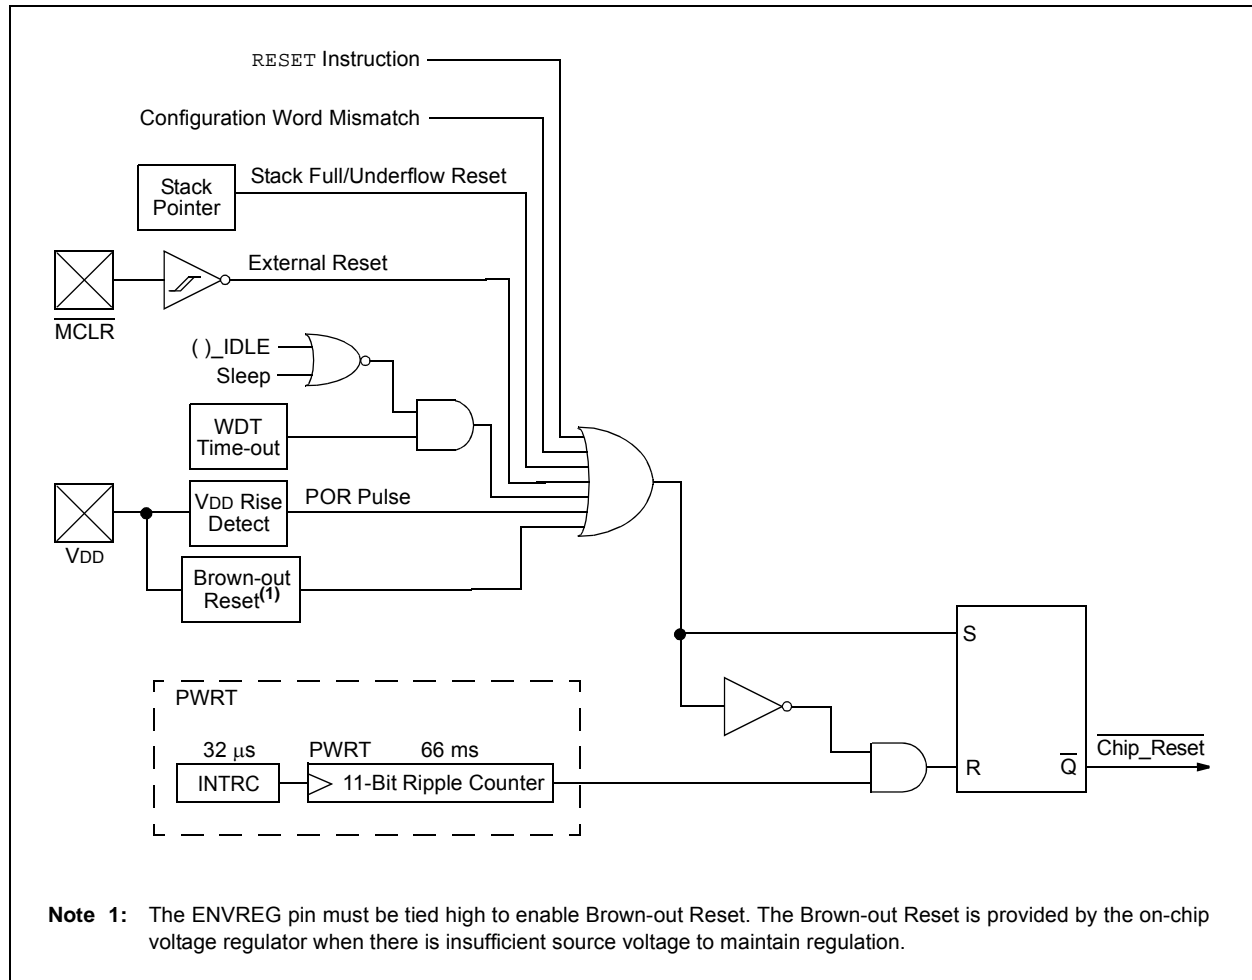 RESET Instruction
Configuration Word Mismatch
Stack
Pointer
Stack Full/Underflow Reset
External Reset
MCLR
( )_IDLE
Sleep
WDT
Time-out
VDD Rise
Detect
POR Pulse
VDD
Brown-out
Reset(1)
S
PWRT
32 µs
PWRT
66 ms
INTRC
11-Bit Ripple Counter
R
Q
Chip_Reset
Note 1: The ENVREG pin must be tied high to enable Brown-out Reset. The Brown-out Reset is provided by the on-chip
voltage regulator when there is insufficient source voltage to maintain regulation.